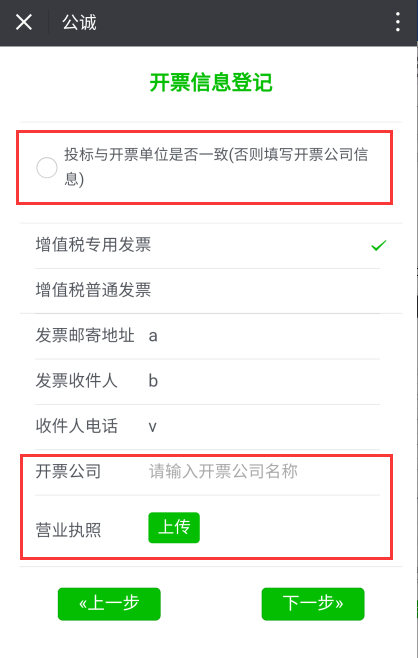 公诚
开票信息登记
投标与开票单位是否一致(否则填写开票公司信
息)
增值税专用发票
增值税普通发票
发票邮寄地址 a
发票收件人 b
收件人电话 v
开票公司 请输入开票公司名称
营业执照 上传
«上一步 下一步»